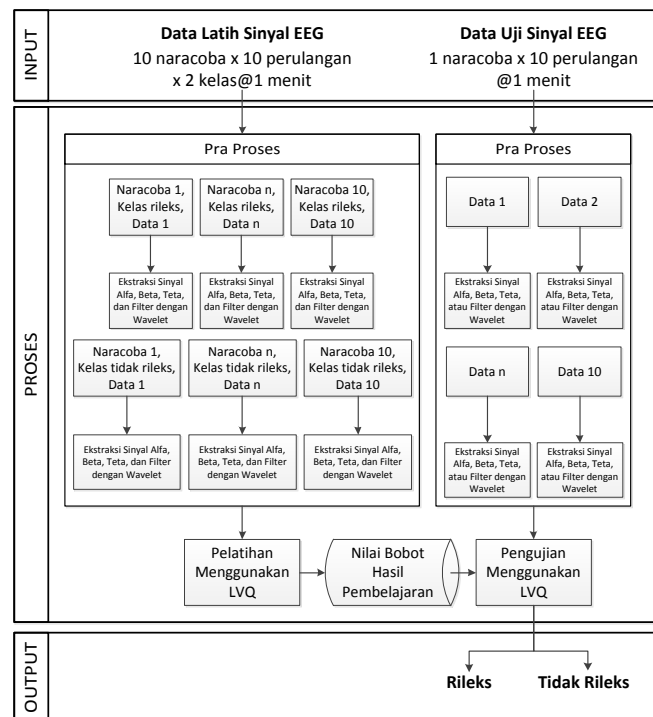 INPUT
Data Latih Sinyal EEG
10 naracoba x 10 perulangan
x 2 kelas@1 menit
Data Uji Sinyal EEG
1 naracoba x 10 perulangan
@1 menit
PROSES
Pra Proses
Naracoba 1,
Kelas rileks,
Data 1
Naracoba n,
Kelas rileks,
Data n
Naracoba 10,
Kelas rileks,
Data 10
Ekstraksi Sinyal
Alfa, Beta, Teta,
dan Filter dengan
Wavelet
Ekstraksi Sinyal
Alfa, Beta, Teta,
dan Filter dengan
Wavelet
Ekstraksi Sinyal
Alfa, Beta, Teta,
dan Filter dengan
Wavelet
Naracoba 1,
Kelas tidak rileks,
Data 1
Naracoba n,
Kelas tidak rileks,
Data n
Naracoba 10,
Kelas tidak rileks,
Data 10
Ekstraksi Sinyal Alfa,
Beta, Teta, dan Filter
dengan Wavelet
Ekstraksi Sinyal Alfa,
Beta, Teta, dan Filter
dengan Wavelet
Ekstraksi Sinyal Alfa,
Beta, Teta, dan Filter
dengan Wavelet
Pra Proses
Data 1
Data 2
Ekstraksi Sinyal
Alfa, Beta, Teta,
atau Filter dengan
Wavelet
Ekstraksi Sinyal
Alfa, Beta, Teta,
atau Filter dengan
Wavelet
Data n
Data 10
Ekstraksi Sinyal
Alfa, Beta, Teta,
atau Filter dengan
Wavelet
Ekstraksi Sinyal
Alfa, Beta, Teta,
atau Filter dengan
Wavelet
Pelatihan
Menggunakan
LVQ
Nilai Bobot
Hasil
Pembelajaran
Pengujian
Menggunakan
LVQ
OUTPUT
Rileks
Tidak Rileks